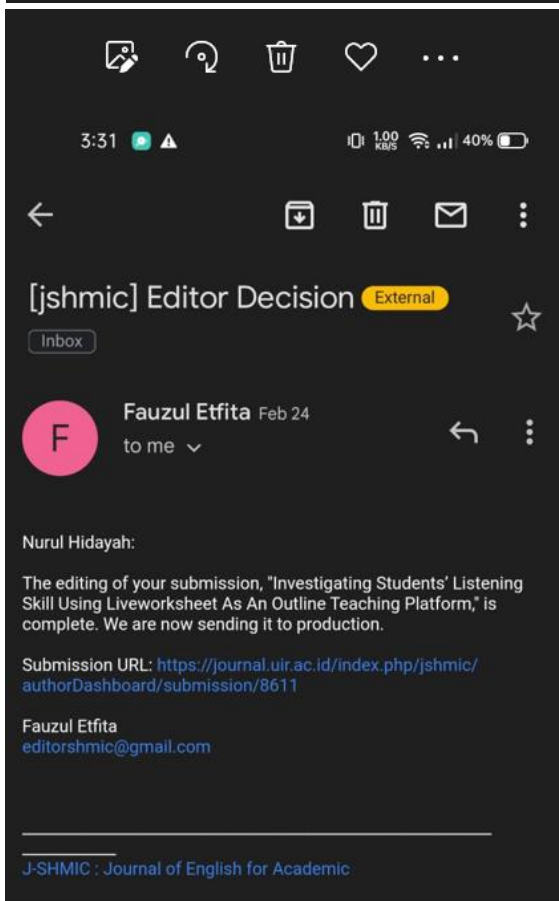 3:31 1.00 KB/S 40%
[jshmic] Editor Decision External
Inbox
F
Fauzul Etfita Feb 24
to me
Nurul Hidayah:
The editing of your submission, "Investigating Students' Listening
Skill Using Liveworksheet As An Outline Teaching Platform," is
complete. We are now sending it to production.
Submission URL: https://journal.uir.ac.id/index.php/jshmic/
authorDashboard/submission/8611
Fauzul Etfita
editorshmic@gmail.com
J-SHMIC : Journal of English for Academic